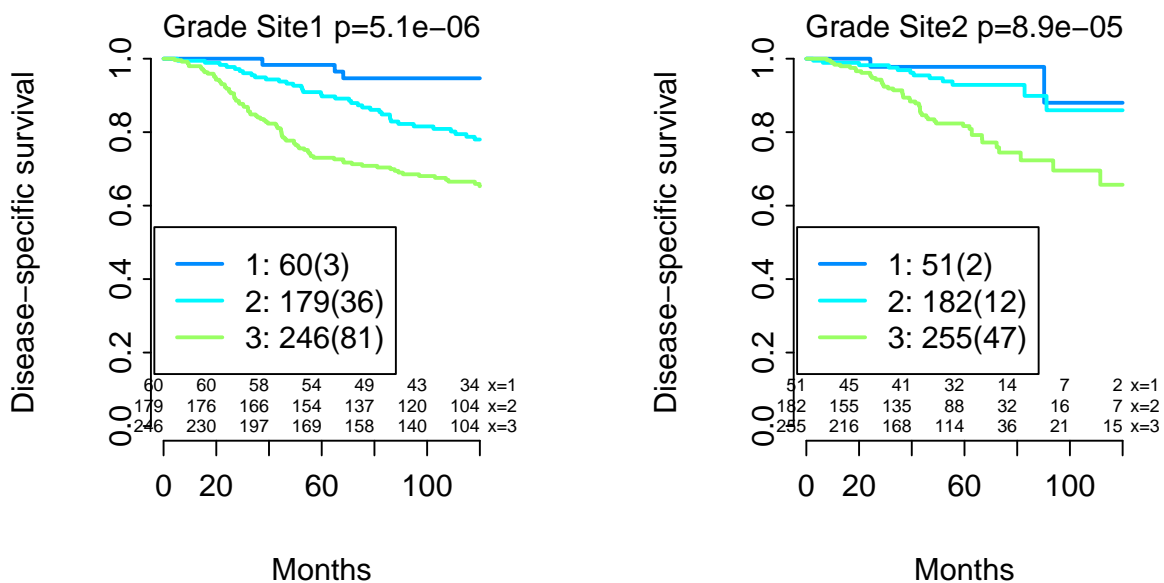 Grade Site1 p=5.1e−06
Disease−specific survival
1.0
0.8
0.6
0.4
0.2
0.0
1: 60(3)
2: 179(36)
3: 246(81)
60 60 58 54 49 43 34 x=1
179 176 166 154 137 120 104 x=2
246 230 197 169 158 140 104 x=3
0 20 60 100
Months
Grade Site2 p=8.9e−05
Disease−specific survival
1.0
0.8
0.6
0.4
0.2
0.0
1: 51(2)
2: 182(12)
3: 255(47)
51 45 41 32 14 7 2 x=1
182 155 135 88 32 16 7 x=2
255 216 168 114 36 21 15 x=3
0 20 60 100
Months